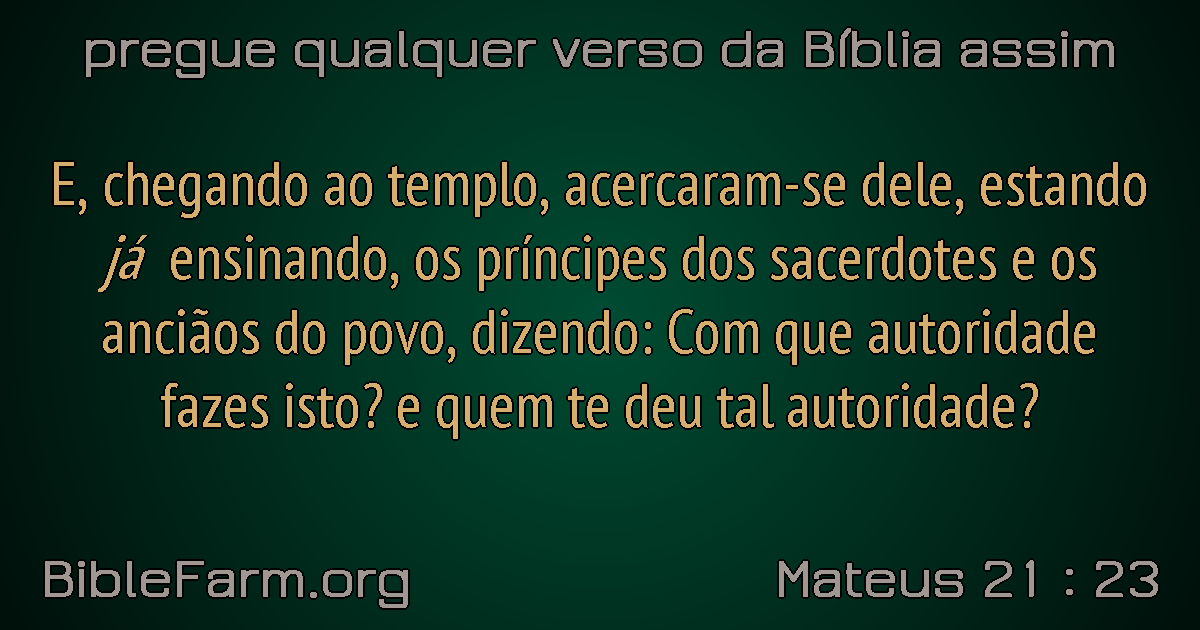 pregue qualquer verso da Bíblia assim
E, chegando ao templo, acercaram-se dele, estando
já ensinando, os príncipes dos sacerdotes e os
anciãos do povo, dizendo: Com que autoridade
fazes isto? e quem te deu tal autoridade?
BibleFarm.org
Mateus 21 : 23